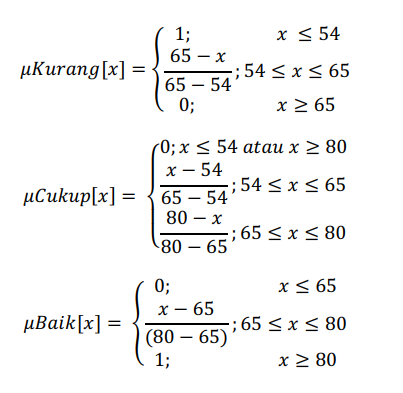 μKurang[x] = { 1; x ≤ 54
(65 − x)/(65 − 54); 54 ≤ x ≤ 65
0; x ≥ 65
μCukup[x] = { 0; x ≤ 54 atau x ≥ 80
(x − 54)/(65 − 54); 54 ≤ x ≤ 65
(80 − x)/(80 − 65); 65 ≤ x ≤ 80
μBaik[x] = { 0; x ≤ 65
(x − 65)/(80 − 65); 65 ≤ x ≤ 80
1; x ≥ 80